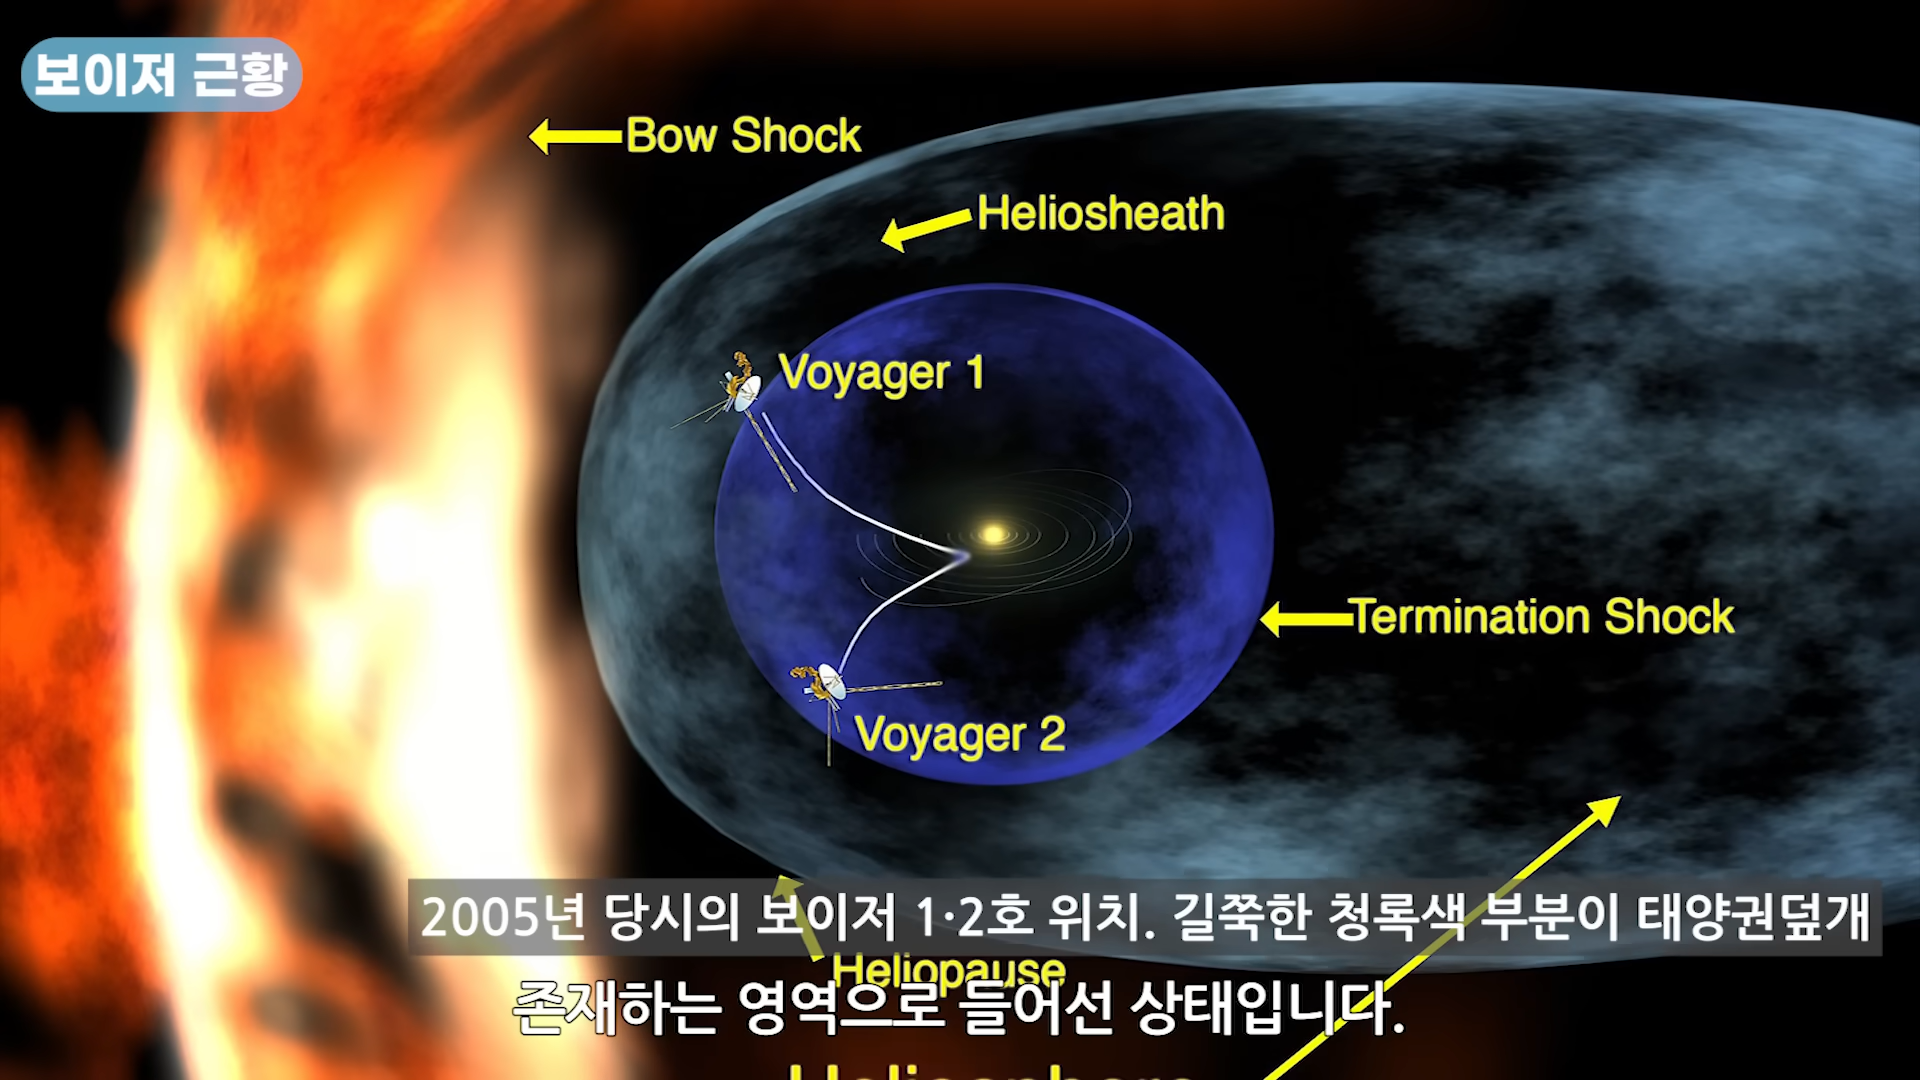 보이저 근황
Bow Shock
Heliosheath
Voyager 1
Termination Shock
Voyager 2
2005년 당시의 보이저 1·2호 위치. 길쭉한 청록색 부분이 태양권덮개
Heliopause
존재하는 영역으로 들어선 상태입니다.